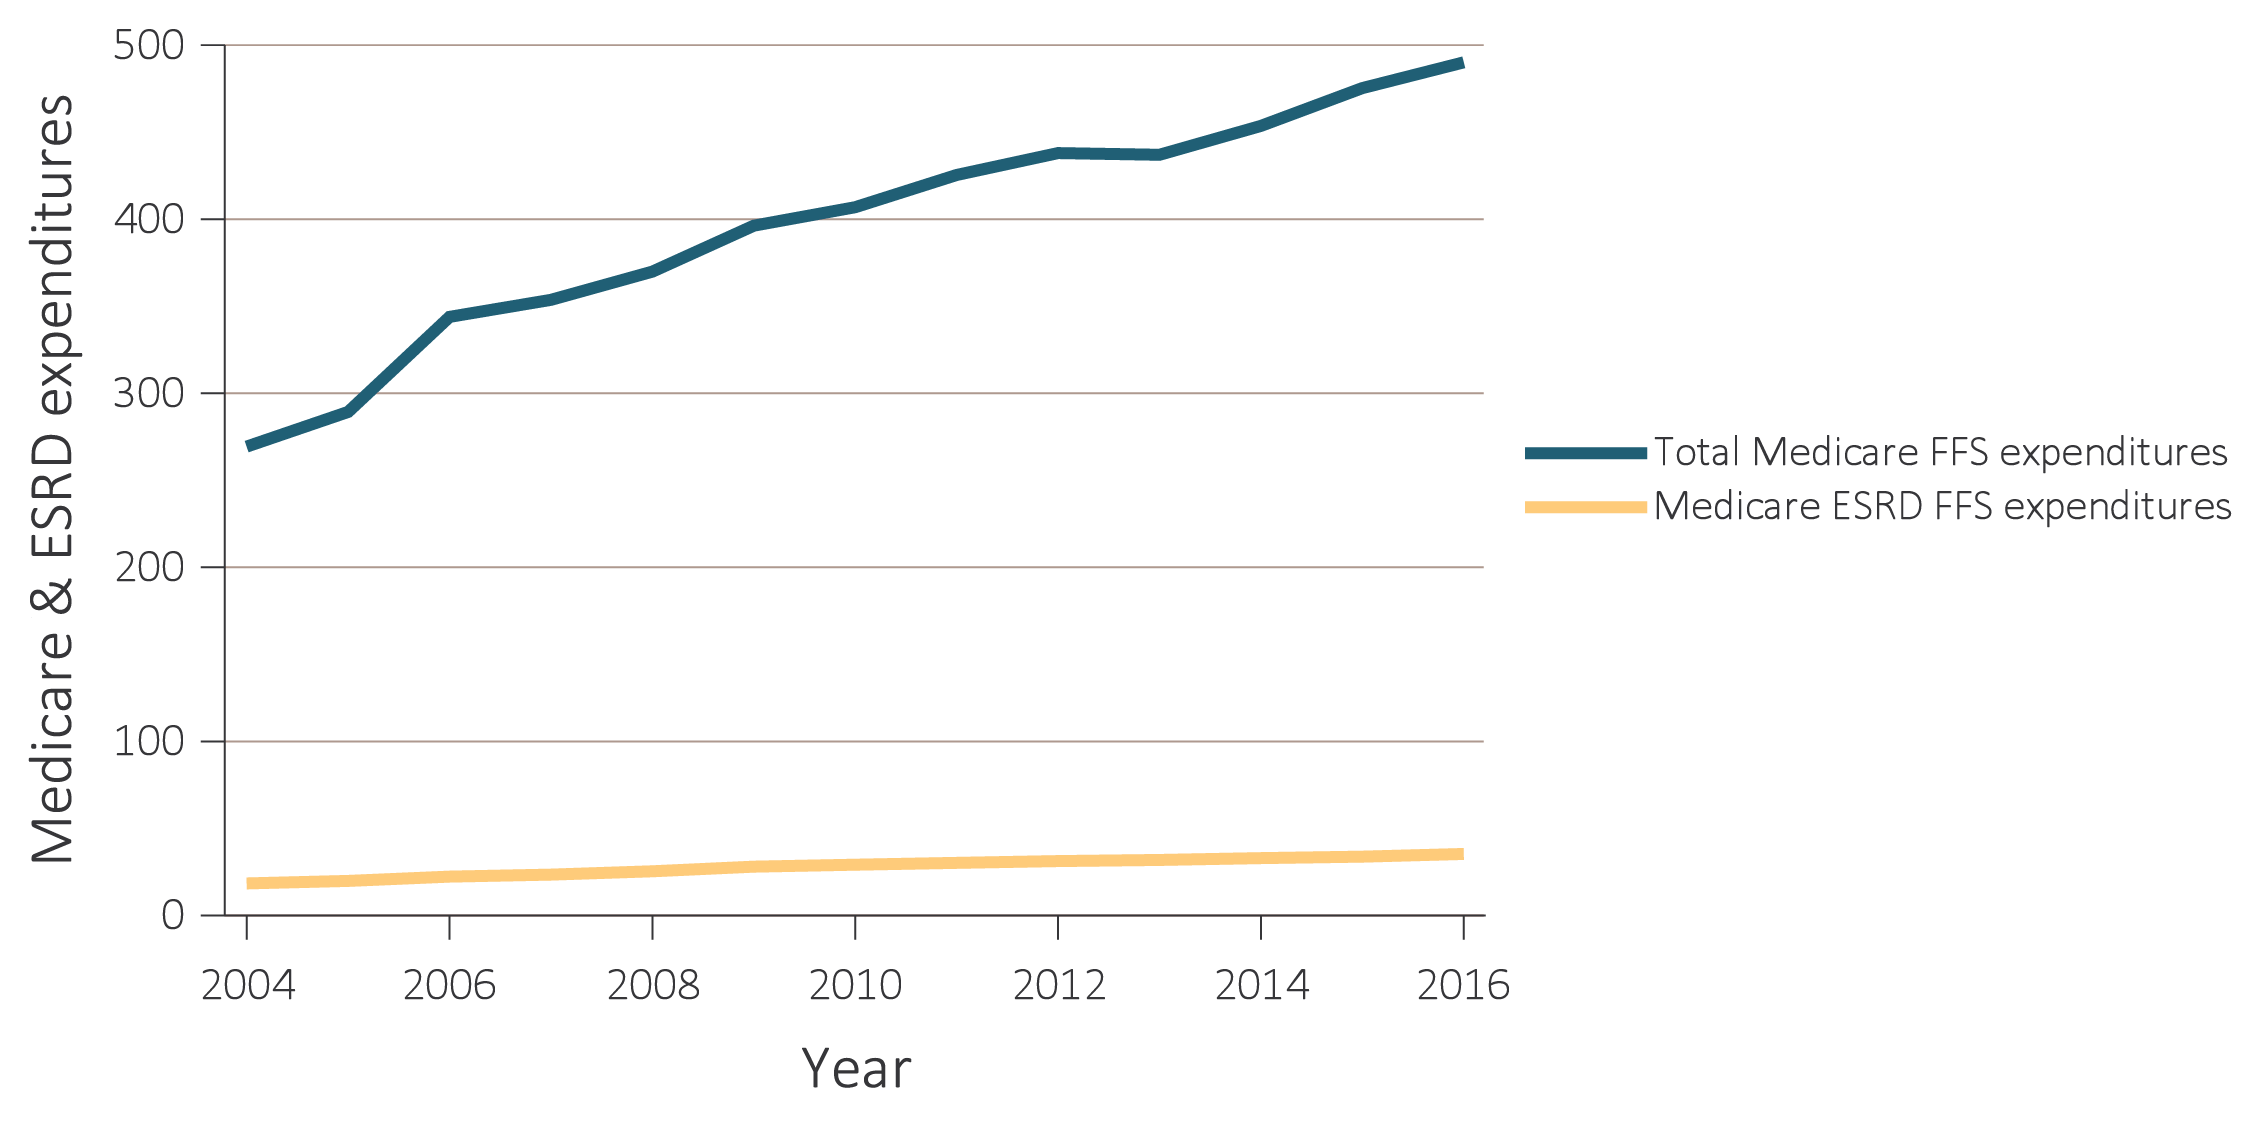 Medicare & ESRD expenditures
500
400
300
200
100
0
2004 2006 2008 2010 2012 2014 2016
Year
Total Medicare FFS expenditures
Medicare ESRD FFS expenditures